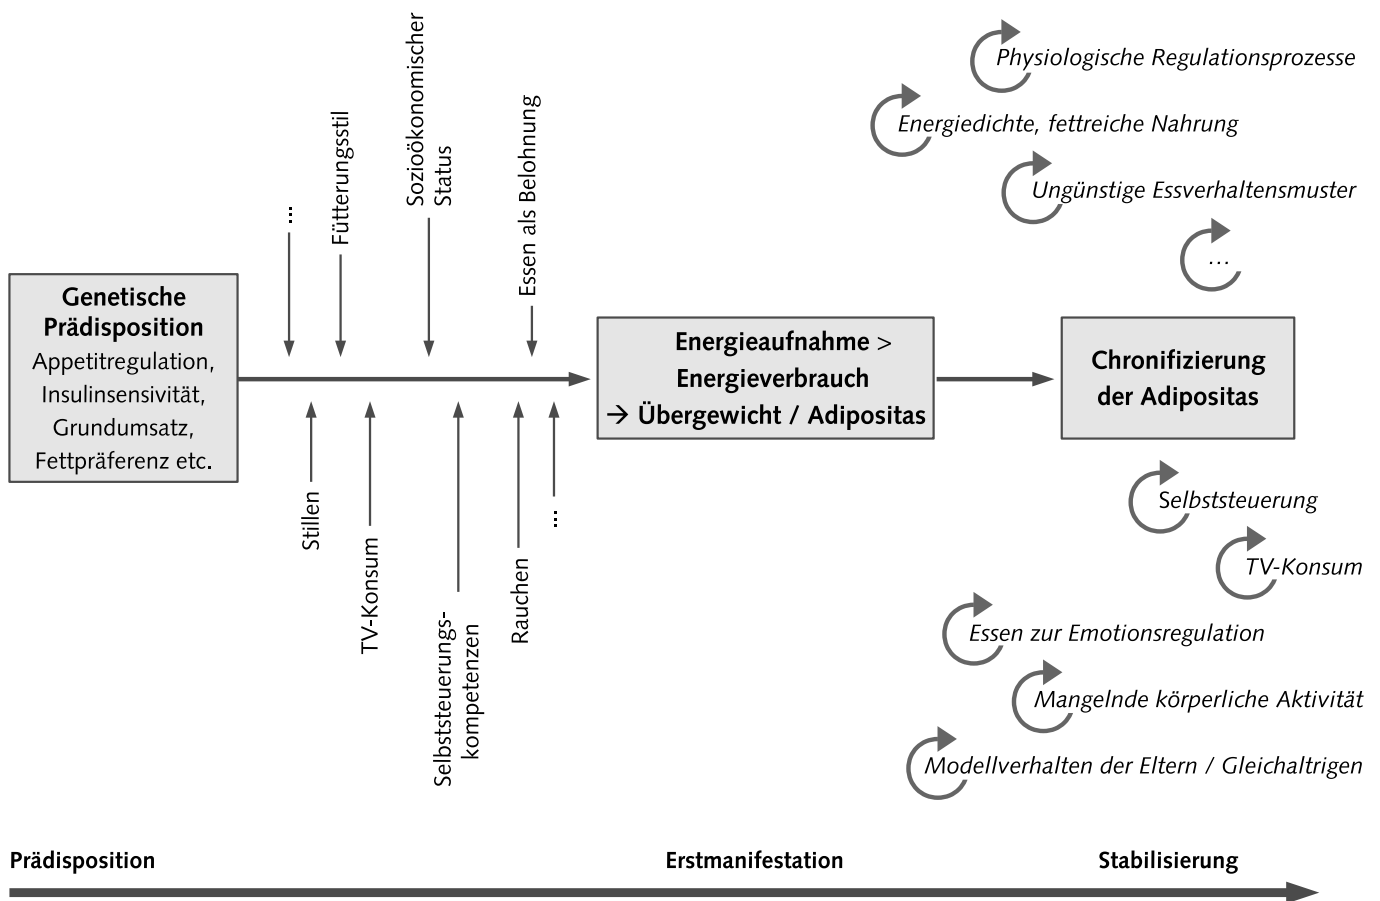 Physiologische Regulationsprozesse
Energiedichte, fettreiche Nahrung
Ungünstige Essverhaltensmuster
...
...
Fütterungsstil
Sozioökonomischer
Status
Essen als Belohnung
Genetische
Prädisposition
Appetitregulation,
Insulinsensivität,
Grundumsatz,
Fettpräferenz etc.
Energieaufnahme >
Energieverbrauch
→ Übergewicht / Adipositas
Chronifizierung
der Adipositas
Stillen
TV-Konsum
Selbststeuerungs-
kompetenzen
Rauchen
...
Selbststeuerung
TV-Konsum
Essen zur Emotionsregulation
Mangelnde körperliche Aktivität
Modellverhalten der Eltern / Gleichaltrigen
Prädisposition
Erstmanifestation
Stabilisierung